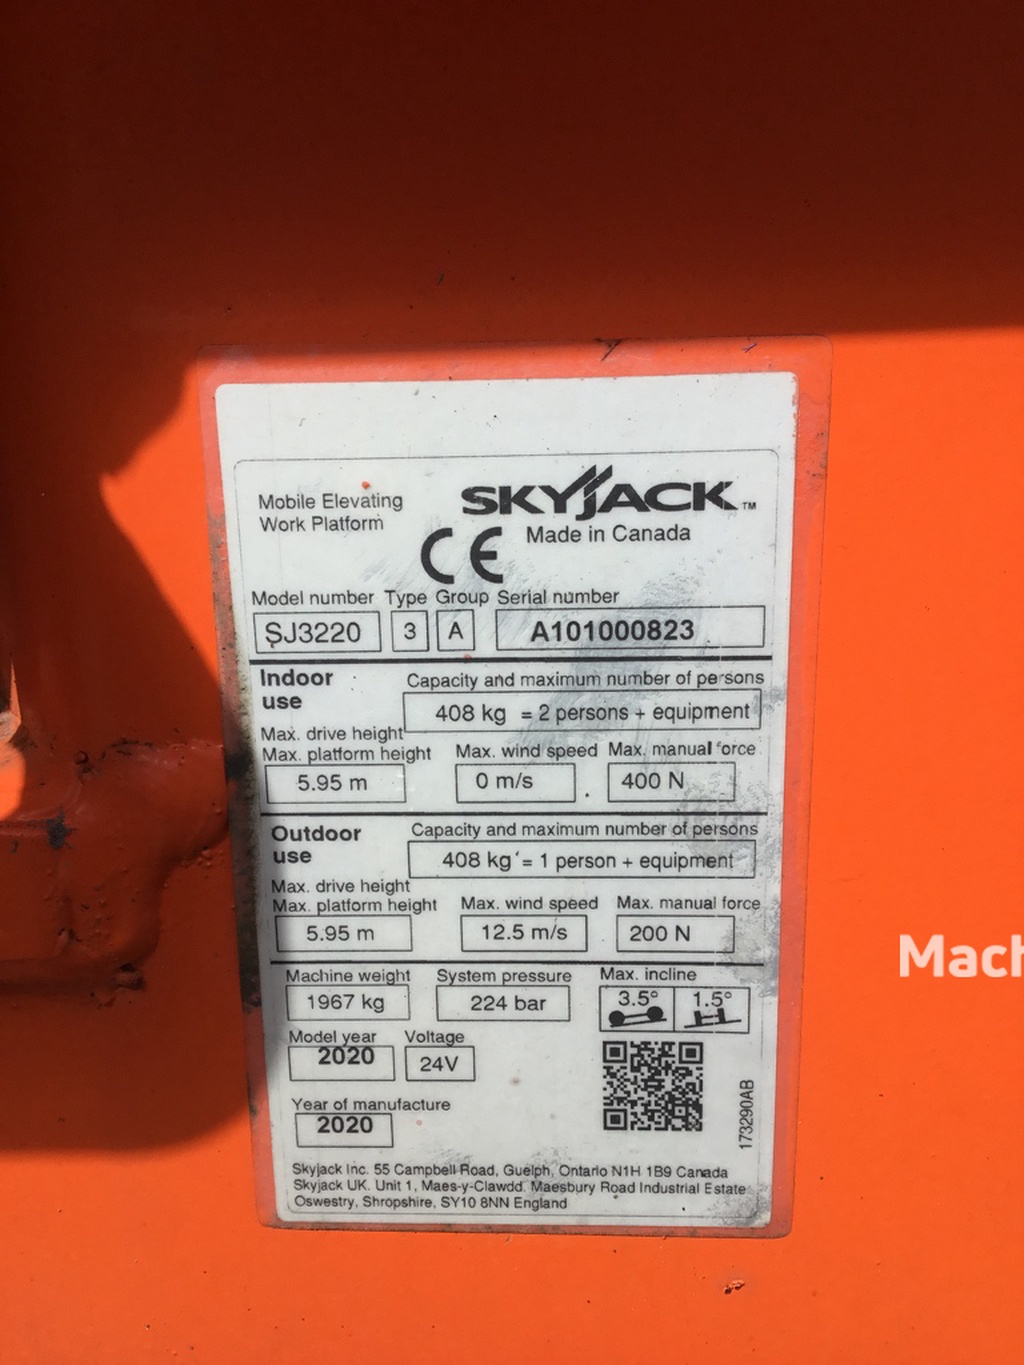 Mobile Elevating
Work Platform
SKYJACK™
Made in Canada
CE
Model number Type Group Serial number
SJ3220 3 A A101000823
Indoor
use
Capacity and maximum number of persons
408 kg = 2 persons + equipment
Max. drive height
Max. platform height Max. wind speed Max. manual force
5.95 m 0 m/s 400 N
Outdoor
use
Capacity and maximum number of persons
408 kg = 1 person + equipment
Max. drive height
Max. platform height Max. wind speed Max. manual force
5.95 m 12.5 m/s 200 N
Machine weight System pressure Max. incline
1967 kg 224 bar 3.5° 1.5°
Model year Voltage
2020 24V
Year of manufacture
2020
173290AB
Skyjack Inc. 55 Campbell Road, Guelph, Ontario N1H 1B9 Canada
Skyjack UK. Unit 1, Maes-y-Clawdd. Maesbury Road Industrial Estate
Oswestry, Shropshire, SY10 8NN England
Mach